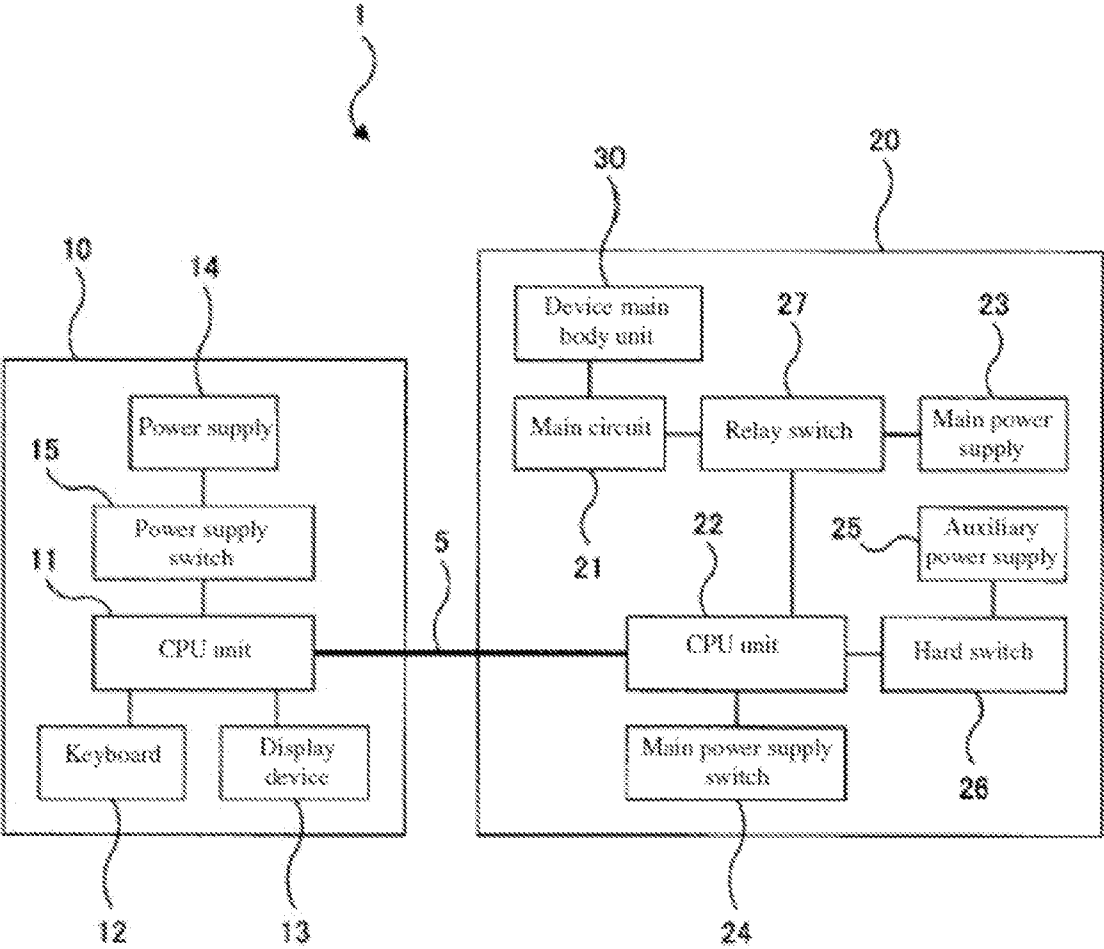 1
20
30
10
14
27
23
Device main
body unit
Power supply
Main circuit
Relay switch
Main power
supply
15
Power supply
switch
5
22
25
Auxiliary
power supply
11
21
CPU unit
CPU unit
Hard switch
Keyboard
Display
device
Main power supply
switch
26
12
13
24